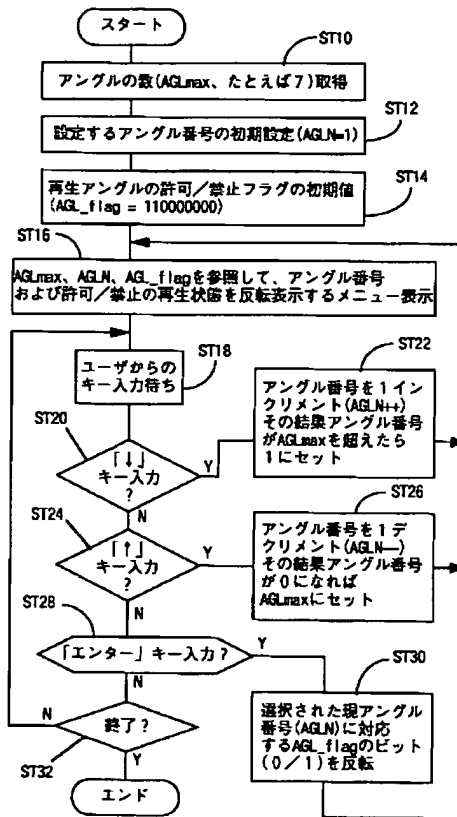 スタート
ST10
アングルの数(AGLmax、たとえば7)取得
ST12
設定するアングル番号の初期設定(AGLN=1)
ST14
再生アングルの許可／禁止フラグの初期値
(AGL_flag = 110000000)
ST16
AGLmax、AGLN、AGL_flagを参照して、アングル番号
および許可／禁止の再生状態を反転表示するメニュー表示
ST18
ユーザからの
キー入力待ち
ST20
「↓」
キー入力
?
Y
N
ST22
アングル番号を1イン
クリメント(AGLN++)
その結果アングル番号
がAGLmaxを超えたら
1にセット
ST24
「↑」
キー入力
?
Y
N
ST26
アングル番号を1デ
クリメント(AGLN—)
その結果アングル番号
が0になれば
AGLmaxにセット
ST28
「エンター」キー入力?
Y
N
ST30
選択された現アングル
番号(AGLN)に対応
するAGL_flagのビット
(0／1)を反転
終了?
N
Y
ST32
エンド